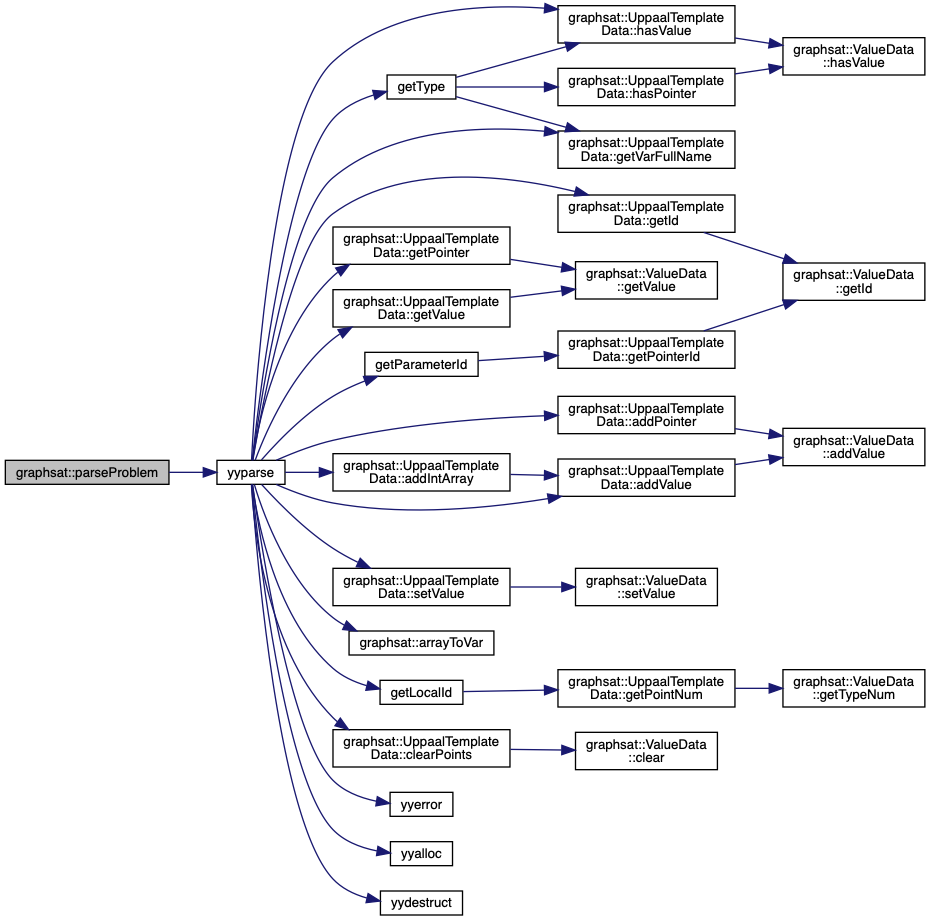 graphsat::parseProblem
yyparse
graphsat::UppaalTemplate
Data::hasValue
getType
graphsat::UppaalTemplate
Data::hasPointer
graphsat::ValueData
::hasValue
graphsat::UppaalTemplate
Data::getVarFullName
graphsat::UppaalTemplate
Data::getId
graphsat::UppaalTemplate
Data::getPointer
graphsat::ValueData
::getValue
graphsat::ValueData
::getId
graphsat::UppaalTemplate
Data::getValue
getParameterId
graphsat::UppaalTemplate
Data::getPointerId
graphsat::UppaalTemplate
Data::addPointer
graphsat::ValueData
::addValue
graphsat::UppaalTemplate
Data::addIntArray
graphsat::UppaalTemplate
Data::addValue
graphsat::UppaalTemplate
Data::setValue
graphsat::ValueData
::setValue
graphsat::arrayToVar
getLocalId
graphsat::UppaalTemplate
Data::getPointNum
graphsat::ValueData
::getTypeNum
graphsat::UppaalTemplate
Data::clearPoints
graphsat::ValueData
::clear
yyerror
yyalloc
yydestruct